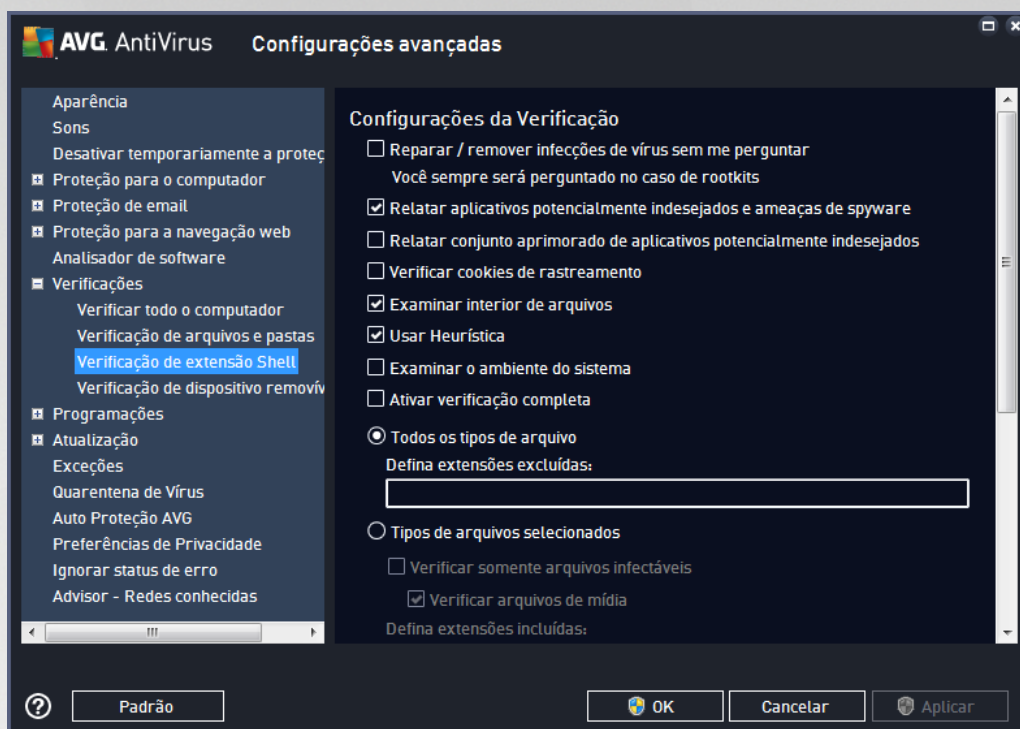 AVG. AntiVirus Configurações avançadas
Aparência
Sons
Desativar temporariamente a proteç
Proteção para o computador
Proteção de email
Proteção para a navegação web
Analisador de software
Verificações
Verificar todo o computador
Verificação de arquivos e pastas
Verificação de extensão Shell
Verificação de dispositivo removív
Programações
Atualização
Exceções
Quarentena de Vírus
Auto Proteção AVG
Preferências de Privacidade
Ignorar status de erro
Advisor - Redes conhecidas
Configurações da Verificação
Reparar / remover infecções de vírus sem me perguntar
Você sempre será perguntado no caso de rootkits
Relatar aplicativos potencialmente indesejados e ameaças de spyware
Relatar conjunto aprimorado de aplicativos potencialmente indesejados
Verificar cookies de rastreamento
Examinar interior de arquivos
Usar Heurística
Examinar o ambiente do sistema
Ativar verificação completa
Todos os tipos de arquivo
Defina extensões excluídas:
Tipos de arquivos selecionados
Verificar somente arquivos infectáveis
Verificar arquivos de mídia
Defina extensões incluídas:
Padrão
OK
Cancelar
Aplicar